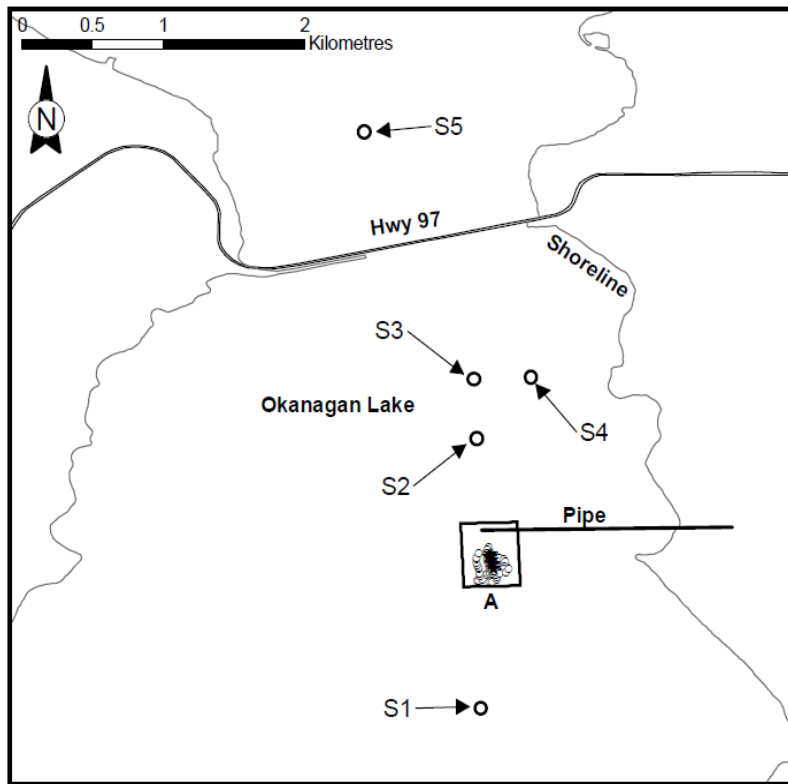 0 0.5 1 2
Kilometres
N
S5
Hwy 97
Shoreline
S3
Okanagan Lake
S4
S2
Pipe
A
S1